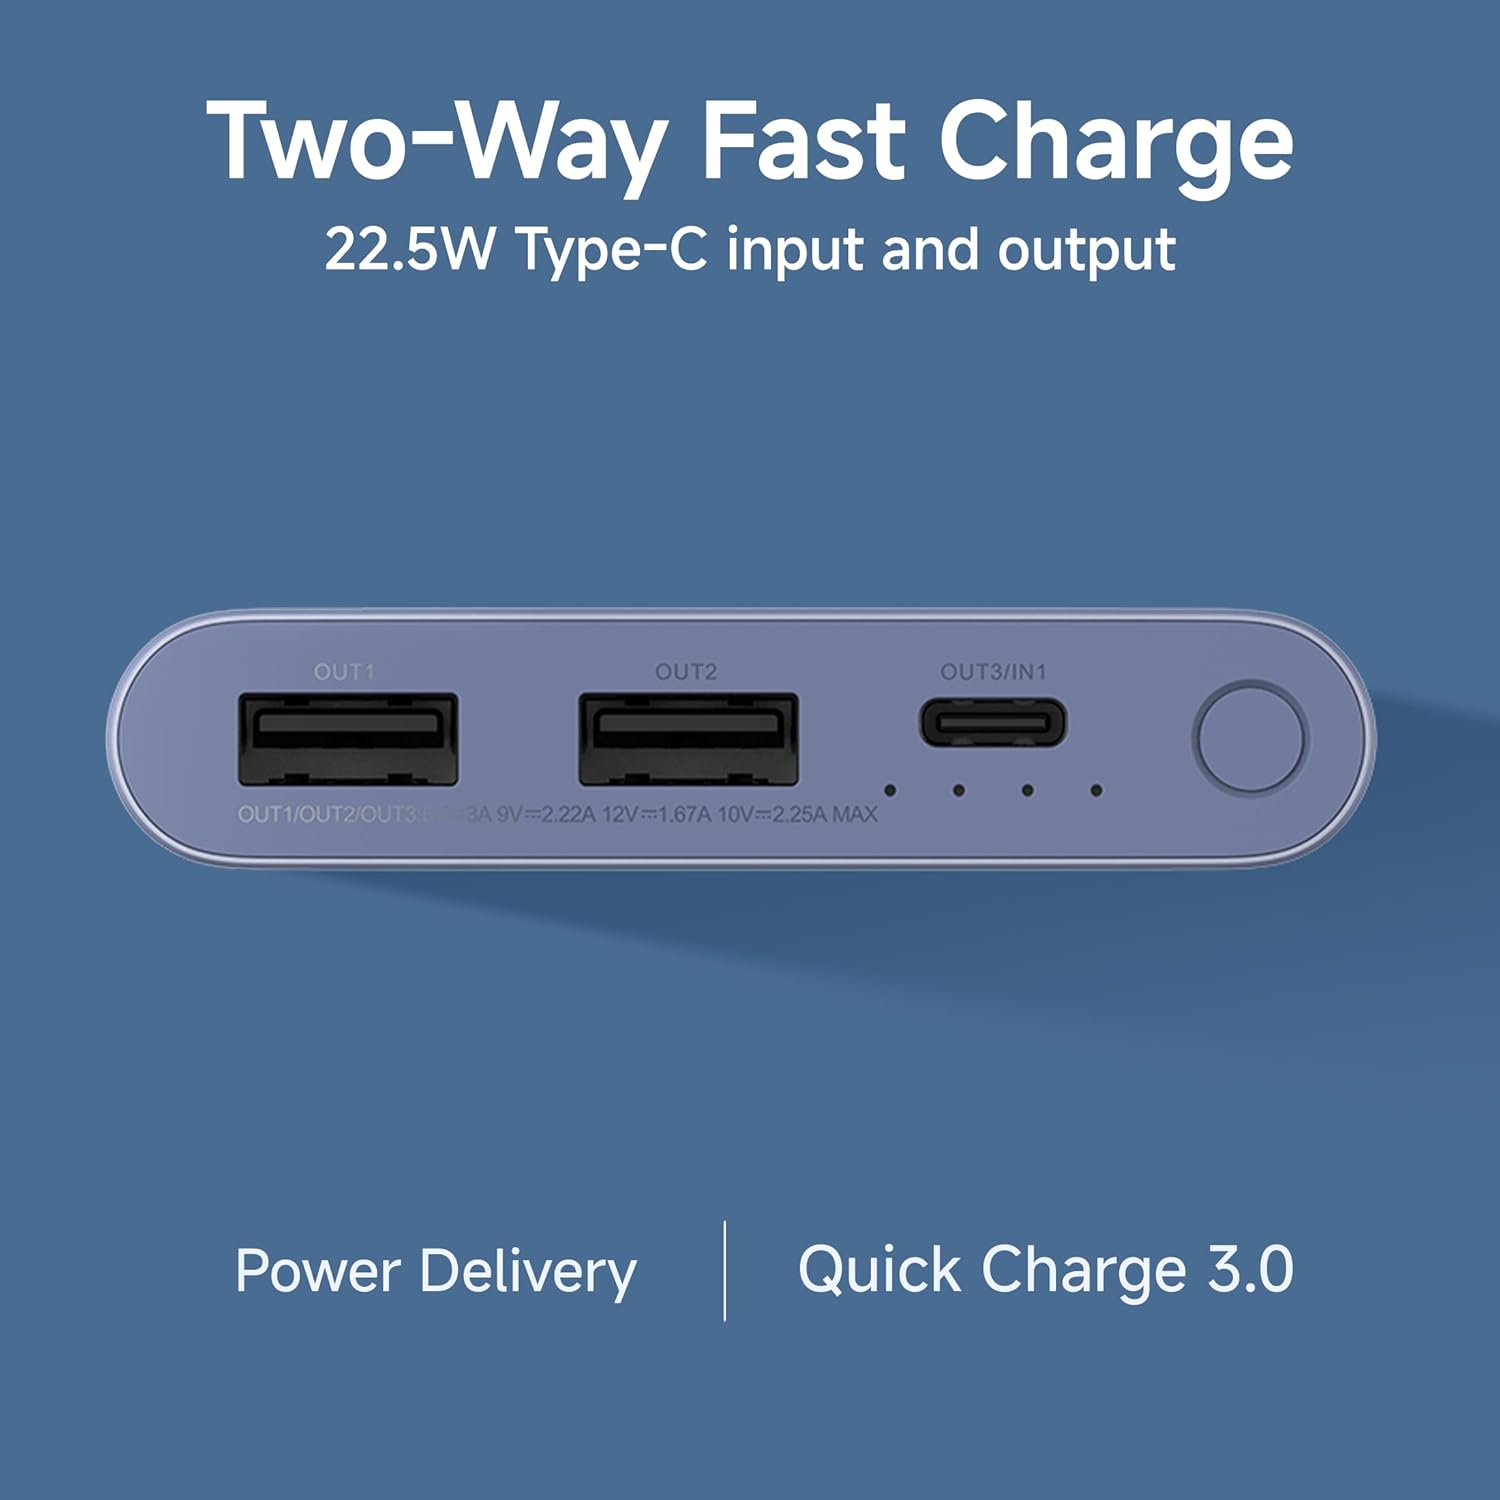 Two-Way Fast Charge
22.5W Type-C input and output
OUT1
OUT2
OUT3/IN1
OUT1/OUT2/OUT3:5V⎓3A 9V⎓2.22A 12V⎓1.67A 10V⎓2.25A MAX
Power Delivery
Quick Charge 3.0